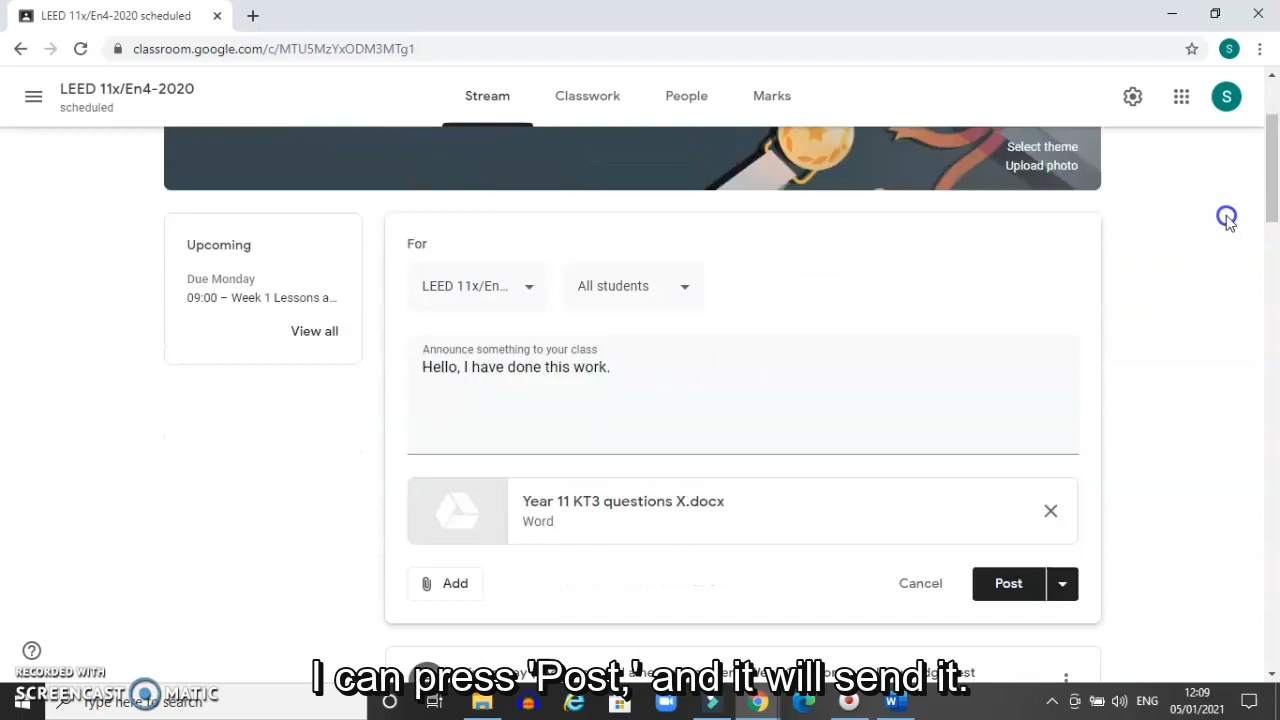 LEED 11x/En4-2020 scheduled
classroom.google.com/c/MTU5MzYxODM3MTg1
S
LEED 11x/En4-2020
scheduled
Stream
Classwork
People
Marks
S
Select theme
Upload photo
Upcoming
Due Monday
09:00 – Week 1 Lessons a...
View all
For
LEED 11x/En...
All students
Announce something to your class
Hello, I have done this work.
Year 11 KT3 questions X.docx
Word
Add
Cancel
Post
I can press 'Post,' and it will send it.
RECORDED WITH
SCREENCAST MATIC
Type here to search
ENG
12:09
05/01/2021